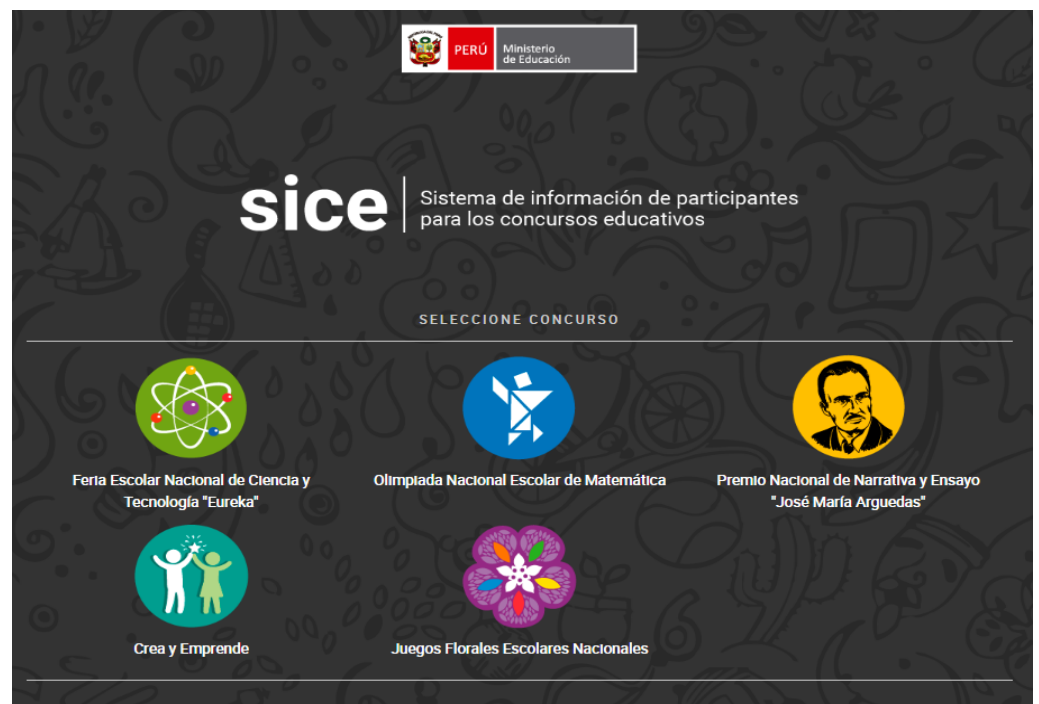 PERÚ
Ministerio
de Educación
sice
Sistema de información de participantes
para los concursos educativos
SELECCIONE CONCURSO
Feria Escolar Nacional de Ciencia y
Tecnología "Eureka"
Olimpiada Nacional Escolar de Matemática
Premio Nacional de Narrativa y Ensayo
"José María Arguedas"
Crea y Emprende
Juegos Florales Escolares Nacionales